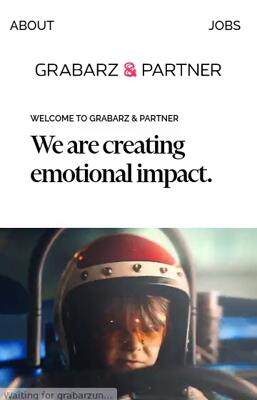 ABOUT JOBS
GRABARZ & PARTNER
WELCOME TO GRABARZ & PARTNER
We are creating
emotional impact.
Waiting for grabarzun...